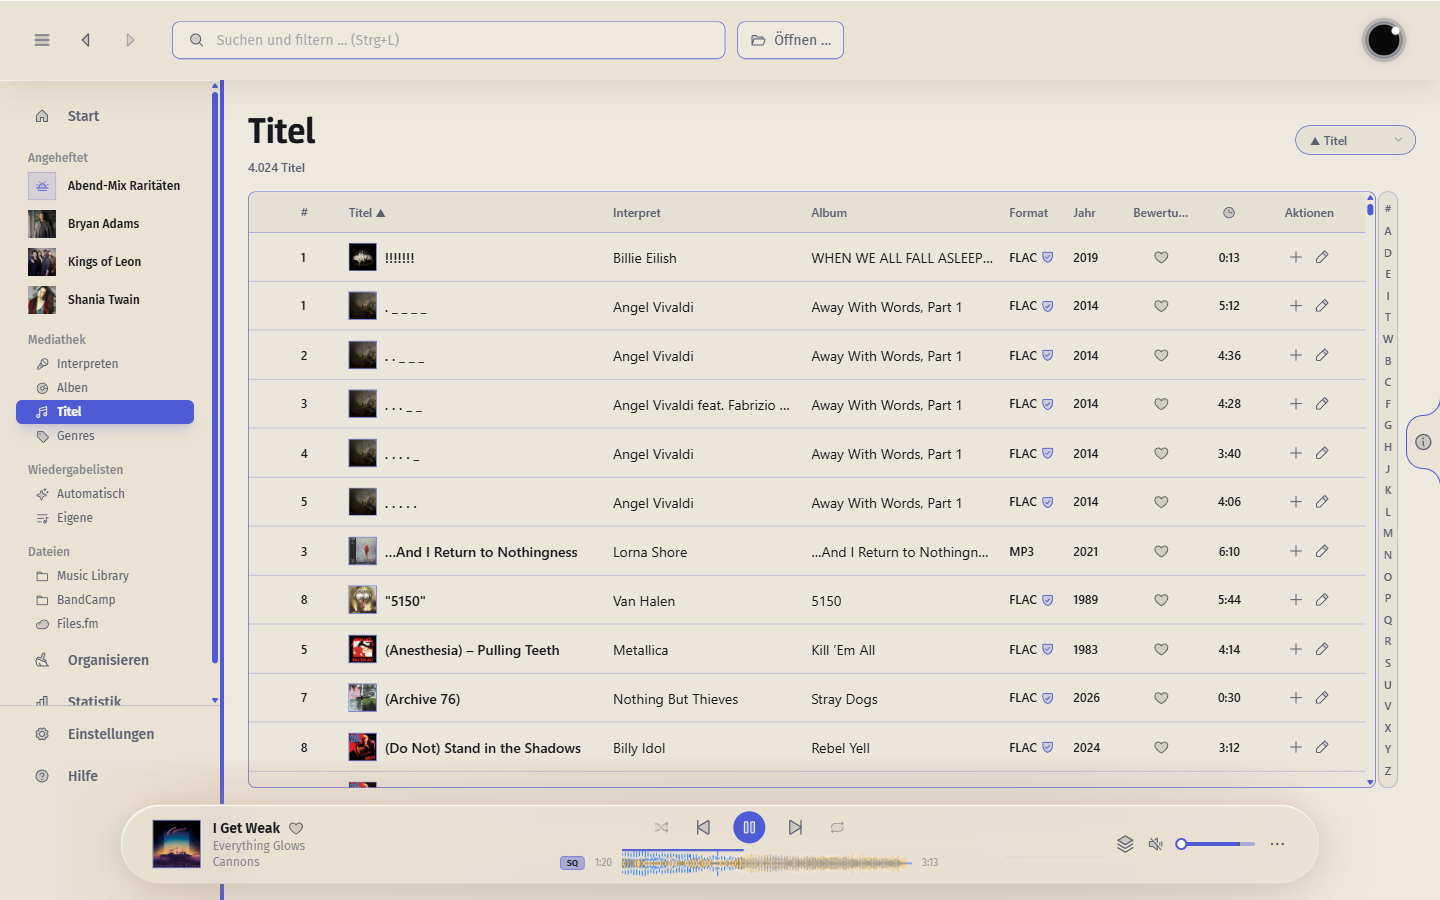 Suchen und filtern ... (Strg+L)
Öffnen ...
Start
Angeheftet
Abend-Mix Raritäten
Bryan Adams
Kings of Leon
Shania Twain
Mediathek
Interpreten
Alben
Titel
Genres
Wiedergabelisten
Automatisch
Eigene
Dateien
Music Library
BandCamp
Files.fm
Organisieren
Statistik
Einstellungen
Hilfe
Titel
4.024 Titel
▲ Titel
# Titel ▲ Interpret Album Format Jahr Bewertu... Aktionen
1 !!!!!!! Billie Eilish WHEN WE ALL FALL ASLEEP... FLAC 2019 0:13
1 . _ _ _ _ Angel Vivaldi Away With Words, Part 1 FLAC 2014 5:12
2 . . _ _ _ Angel Vivaldi Away With Words, Part 1 FLAC 2014 4:36
3 . . . _ _ Angel Vivaldi feat. Fabrizio ... Away With Words, Part 1 FLAC 2014 4:28
4 . . . . _ Angel Vivaldi Away With Words, Part 1 FLAC 2014 3:40
5 . . . . . Angel Vivaldi Away With Words, Part 1 FLAC 2014 4:06
3 ...And I Return to Nothingness Lorna Shore ...And I Return to Nothingn... MP3 2021 6:10
8 "5150" Van Halen 5150 FLAC 1989 5:44
5 (Anesthesia) – Pulling Teeth Metallica Kill ’Em All FLAC 1983 4:14
7 (Archive 76) Nothing But Thieves Stray Dogs FLAC 2026 0:30
8 (Do Not) Stand in the Shadows Billy Idol Rebel Yell FLAC 2024 3:12
#
A
D
E
I
T
W
B
C
F
G
H
J
K
L
M
N
O
P
Q
R
S
U
V
X
Y
Z
I Get Weak
Everything Glows
Cannons
SQ 1:20 3:13